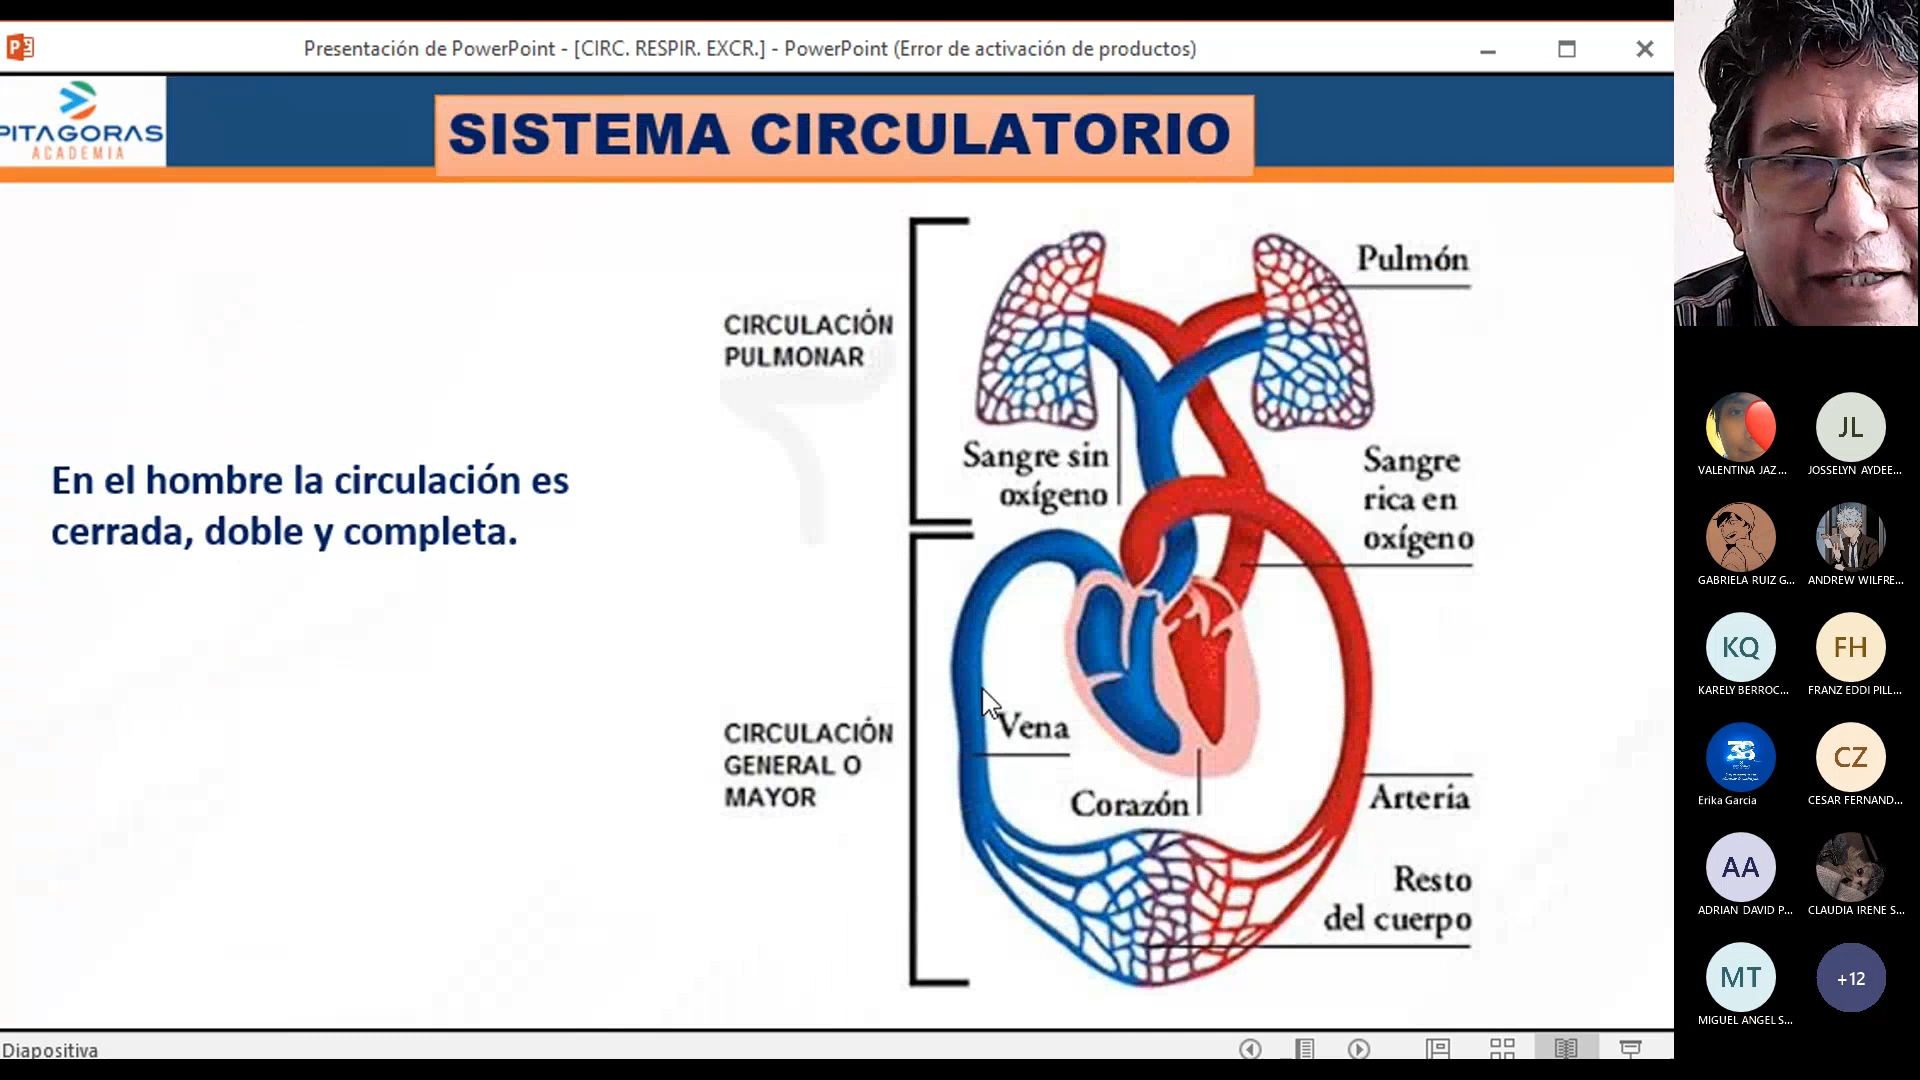 Presentación de PowerPoint - [CIRC. RESPIR. EXCR.] - PowerPoint (Error de activación de productos)
PITAGORAS
ACADEMIA
SISTEMA CIRCULATORIO
En el hombre la circulación es
cerrada, doble y completa.
CIRCULACIÓN
PULMONAR
Pulmón
Sangre sin
oxígeno
Sangre
rica en
oxígeno
CIRCULACIÓN
GENERAL O
MAYOR
Vena
Corazón
Arteria
Resto
del cuerpo
Diapositiva
VALENTINA JAZ...
JL
JOSSELYN AYDEE...
GABRIELA RUIZ G...
ANDREW WILFRE...
KQ
KARELY BERROC...
FH
FRANZ EDDI PILL...
38
Erika Garcia
CZ
CESAR FERNAND...
AA
ADRIAN DAVID P...
CLAUDIA IRENE S...
MT
MIGUEL ANGEL S...
+12